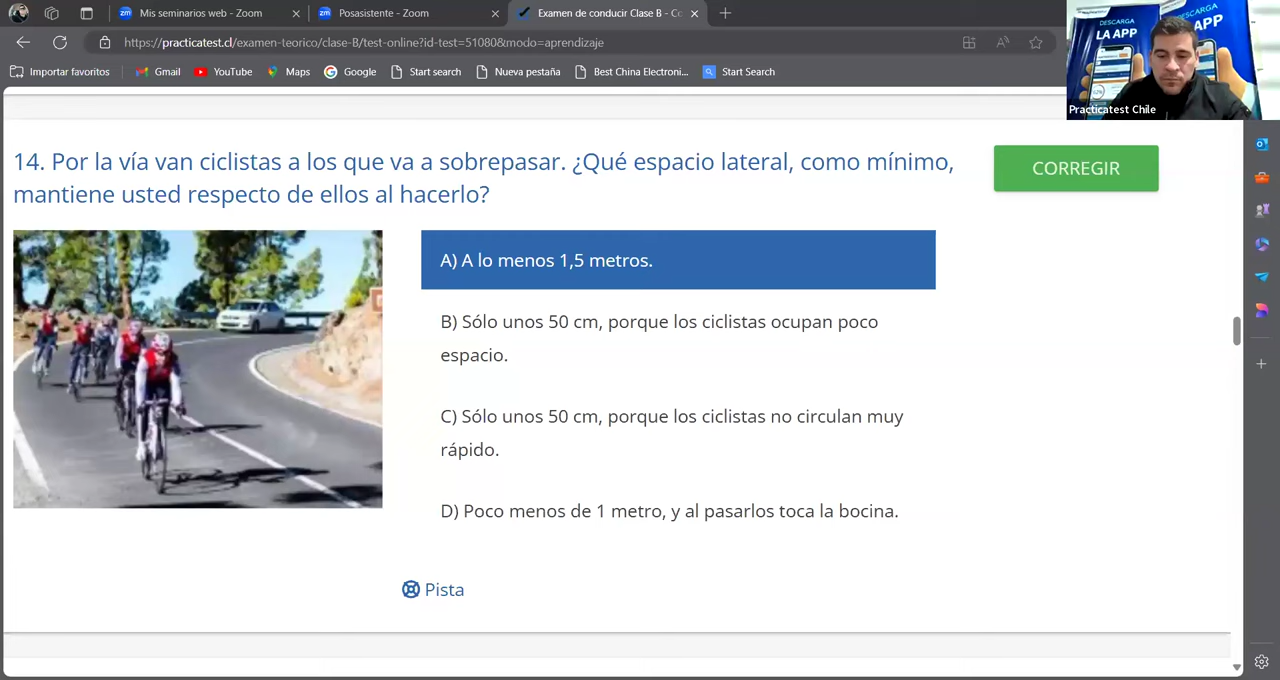 Mis seminarios web - Zoom
Posasistente - Zoom
Examen de conducir Clase B - Co
https://practicatest.cl/examen-teorico/clase-B/test-online?id-test=51080&modo=aprendizaje
Importar favoritos
Gmail
YouTube
Maps
Google
Start search
Nueva pestaña
Best China Electroni...
Start Search
DESCARGA
LA APP
DESCARGA
APP
Practicatest Chile
14. Por la vía van ciclistas a los que va a sobrepasar. ¿Qué espacio lateral, como mínimo,
mantiene usted respecto de ellos al hacerlo?
CORREGIR
A) A lo menos 1,5 metros.
B) Sólo unos 50 cm, porque los ciclistas ocupan poco
espacio.
C) Sólo unos 50 cm, porque los ciclistas no circulan muy
rápido.
D) Poco menos de 1 metro, y al pasarlos toca la bocina.
Pista